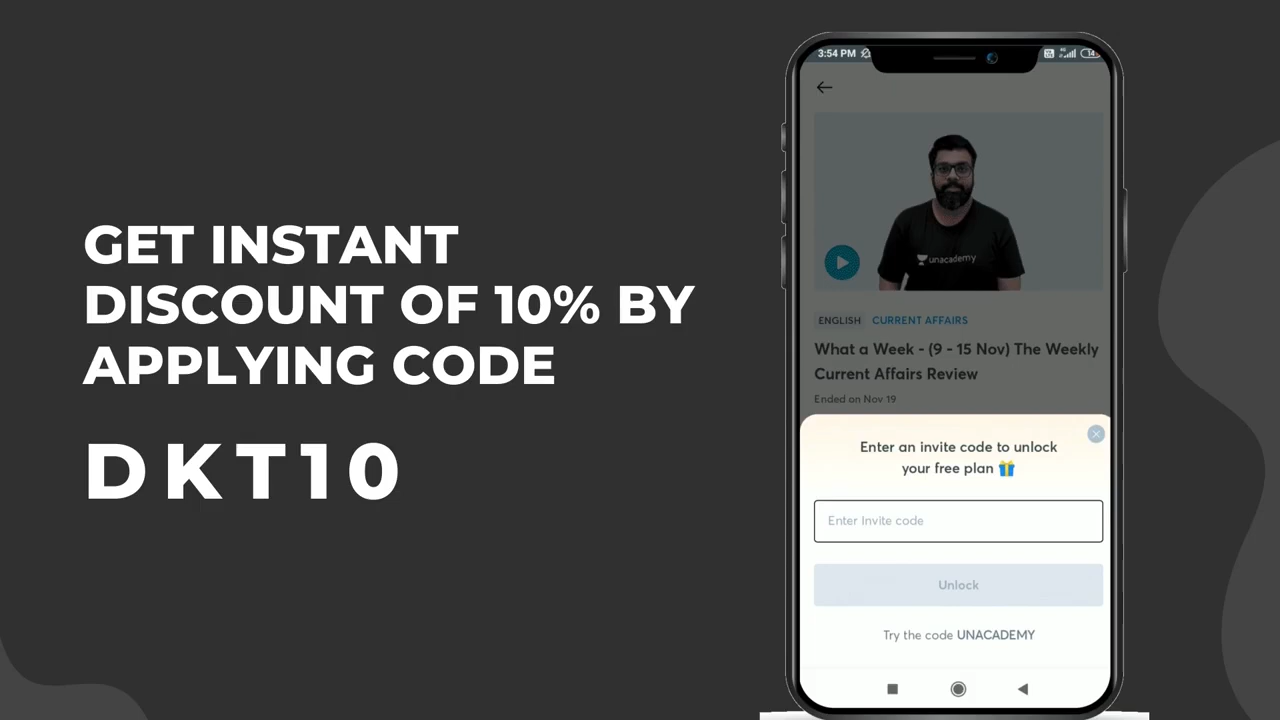 GET INSTANT
DISCOUNT OF 10% BY
APPLYING CODE
DKT10
3:54 PM
unacademy
ENGLISH CURRENT AFFAIRS
What a Week - (9 - 15 Nov) The Weekly
Current Affairs Review
Ended on Nov 19
Enter an invite code to unlock
your free plan 🎁
Enter Invite code
Unlock
Try the code UNACADEMY